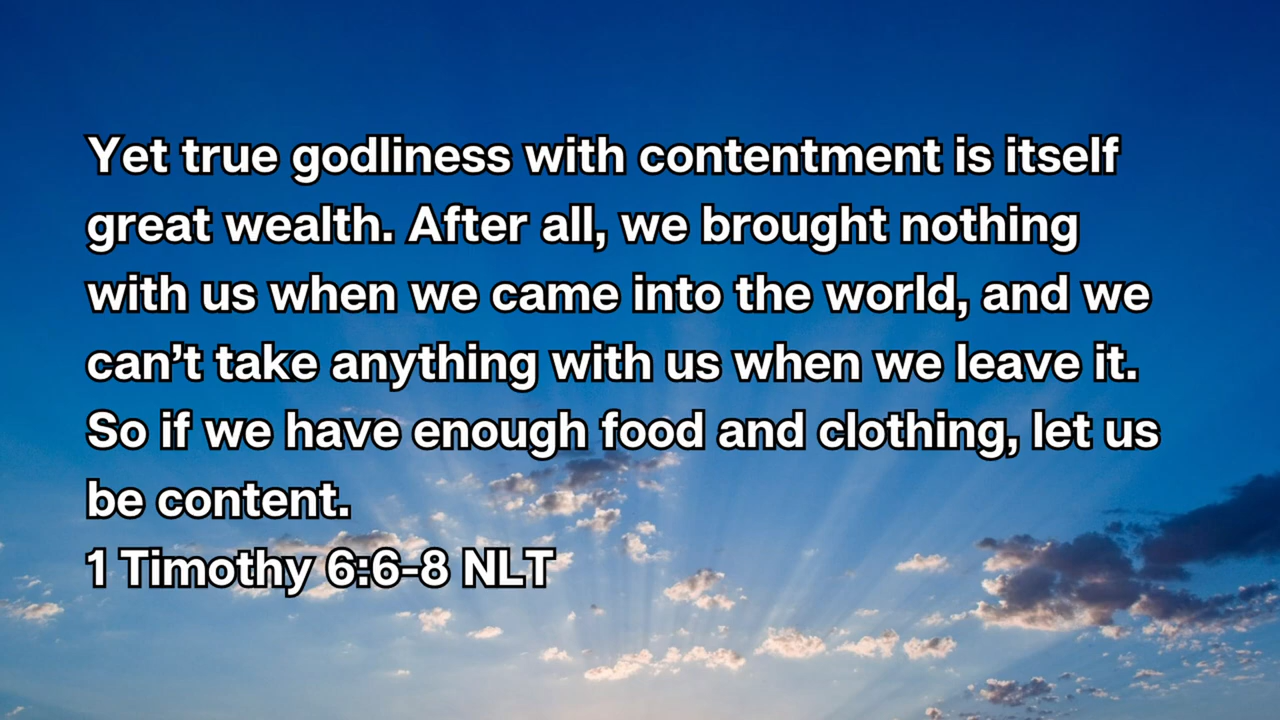 Yet true godliness with contentment is itself
great wealth. After all, we brought nothing
with us when we came into the world, and we
can’t take anything with us when we leave it.
So if we have enough food and clothing, let us
be content.
1 Timothy 6:6-8 NLT